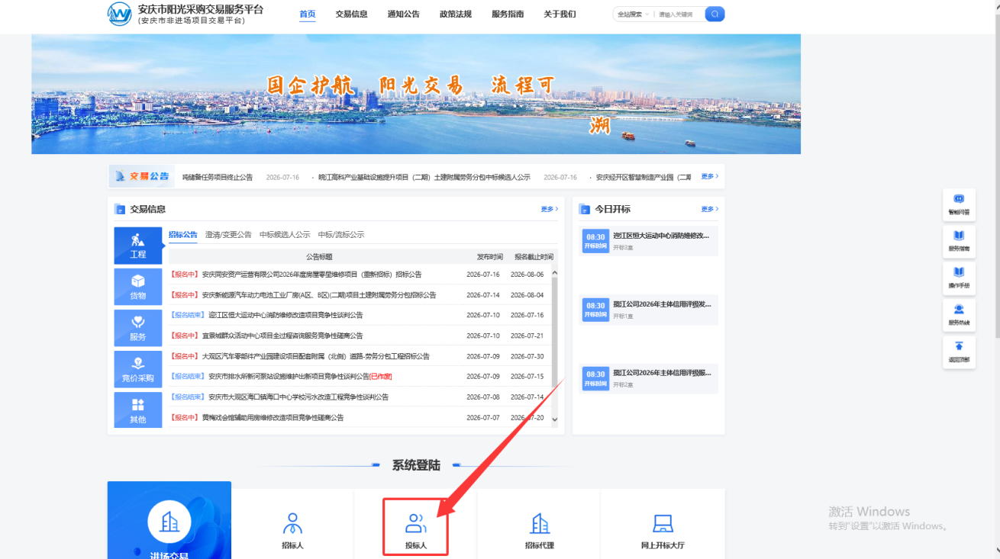 安庆市阳光采购交易服务平台
(安庆市非进场项目交易平台)
首页 交易信息 通知公告 政策法规 服务指南 关于我们
全站搜索 请输入关键词
国企护航 阳光交易 流程可
溯
交易公告 吨储备任务项目终止公告 2026-07-16 · 皖江高科产业基础设施提升项目（二期）土建附属劳务分包中标候选人公示 2026-07-16 · 安庆经开区智慧制造产业园（二期 更多
交易信息 更多
工程
货物
服务
竞价采购
其他
招标公告 澄清/变更公告 中标候选人公示 中标/流标公示
公告标题 发布时间 报名截止时间
【报名中】 安庆同安资产运营有限公司2026年度房屋零星维修项目（重新招标）招标公告 2026-07-16 2026-08-06
【报名中】 安庆新能源汽车动力电池工业厂房(A区、B区)(二期)项目土建附属劳务分包招标公告 2026-07-14 2026-08-04
【报名结束】 迎江区恒大运动中心消防维修改造项目竞争性谈判公告 2026-07-10 2026-07-16
【报名中】 宜景城群众活动中心项目全过程咨询服务竞争性磋商公告 2026-07-10 2026-07-21
【报名中】 大观区汽车零部件产业园建设项目配套附属（北侧）道路-劳务分包工程招标公告 2026-07-09 2026-07-30
【报名结束】 安庆市排水所新河泵站设施维护出新项目竞争性谈判公告[已作废] 2026-07-09 2026-07-15
【报名结束】 安庆市大观区海口镇海口中心学校污水改造工程竞争性谈判公告 2026-07-08 2026-07-14
【报名中】 黄梅戏会馆辅助用房维修改造项目竞争性磋商公告 2026-07-07 2026-07-20
今日开标 更多
08:30 迎江区恒大运动中心消防维修改...
开标时间 开标3室
08:30 振江公司2026年主体信用评级发...
开标时间 开标1室
08:30 振江公司2026年主体信用评级服...
开标时间 开标2室
智能问答
服务指南
操作手册
服务热线
返回顶部
系统登陆
进场交易
招标人
投标人
招标代理
网上开标大厅
激活 Windows
转到"设置"以激活 Windows。